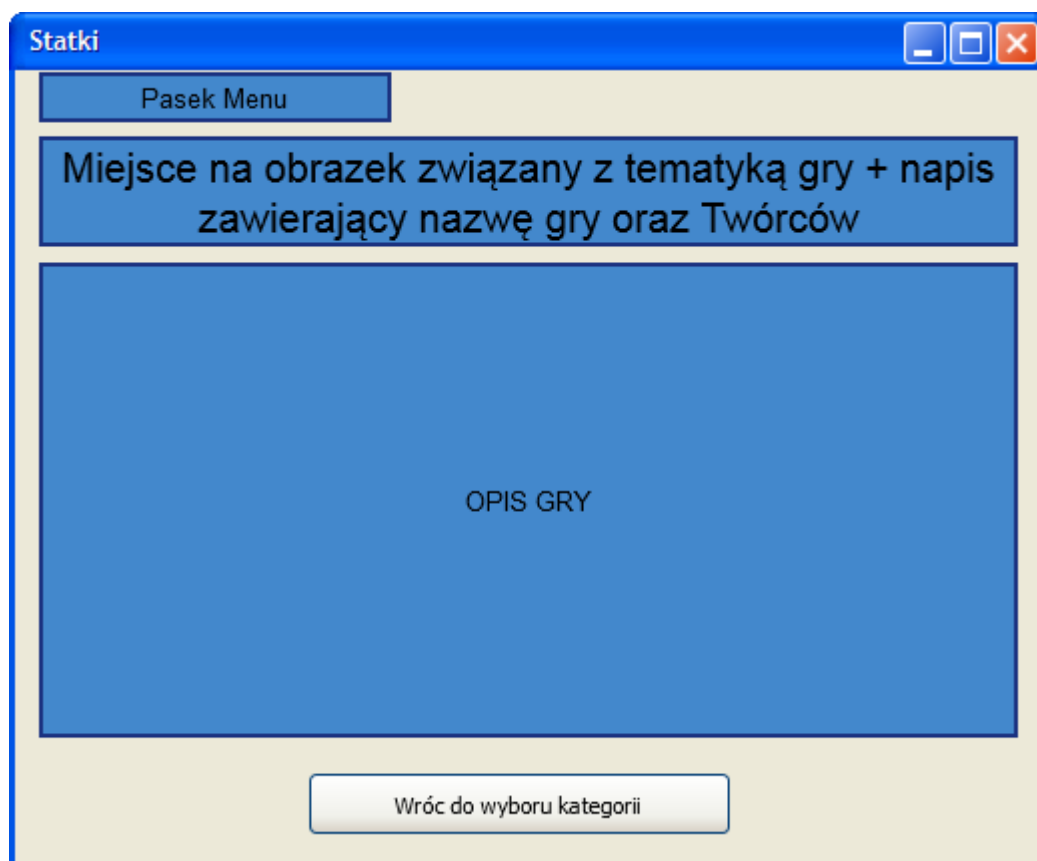 Statki
Pasek Menu
Miejsce na obrazek związany z tematyką gry + napis
zawierający nazwę gry oraz Twórców
OPIS GRY
Wróc do wyboru kategorii